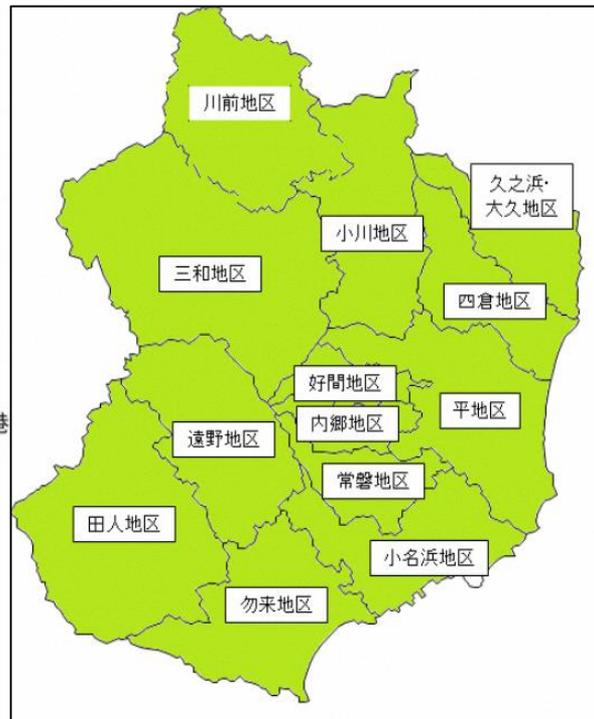 川前地区
久之浜・
大久地区
小川地区
三和地区
四倉地区
好間地区
平地区
内郷地区
遠野地区
常磐地区
田人地区
小名浜地区
勿来地区